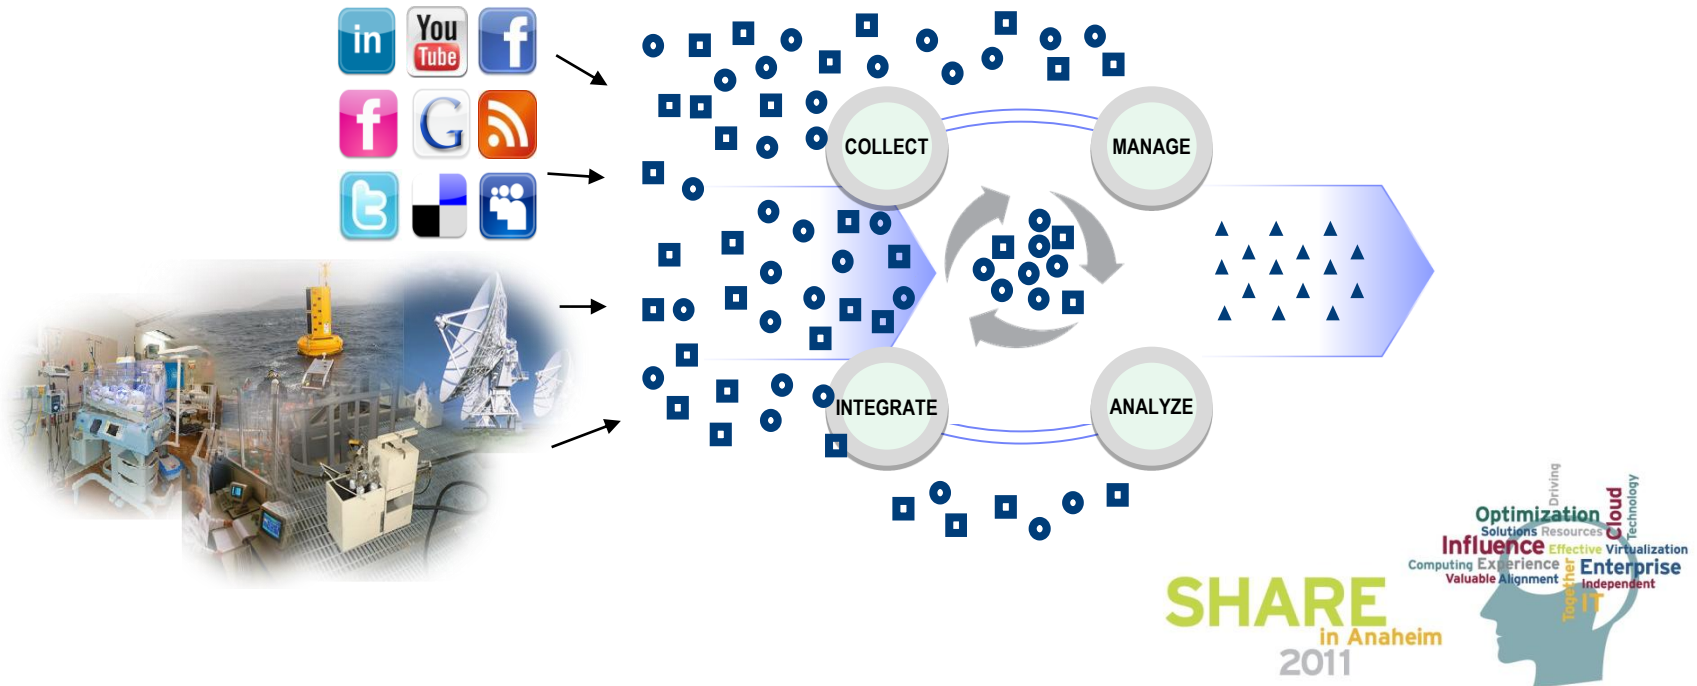 in
You
Tube
f
f
G
t
COLLECT
MANAGE
INTEGRATE
ANALYZE
Driving
Technology
Cloud
Optimization
Solutions Resources
Influence Effective Virtualization
Computing Experience
Together
Enterprise
Valuable Alignment
Independent
IT
SHARE
in Anaheim
2011